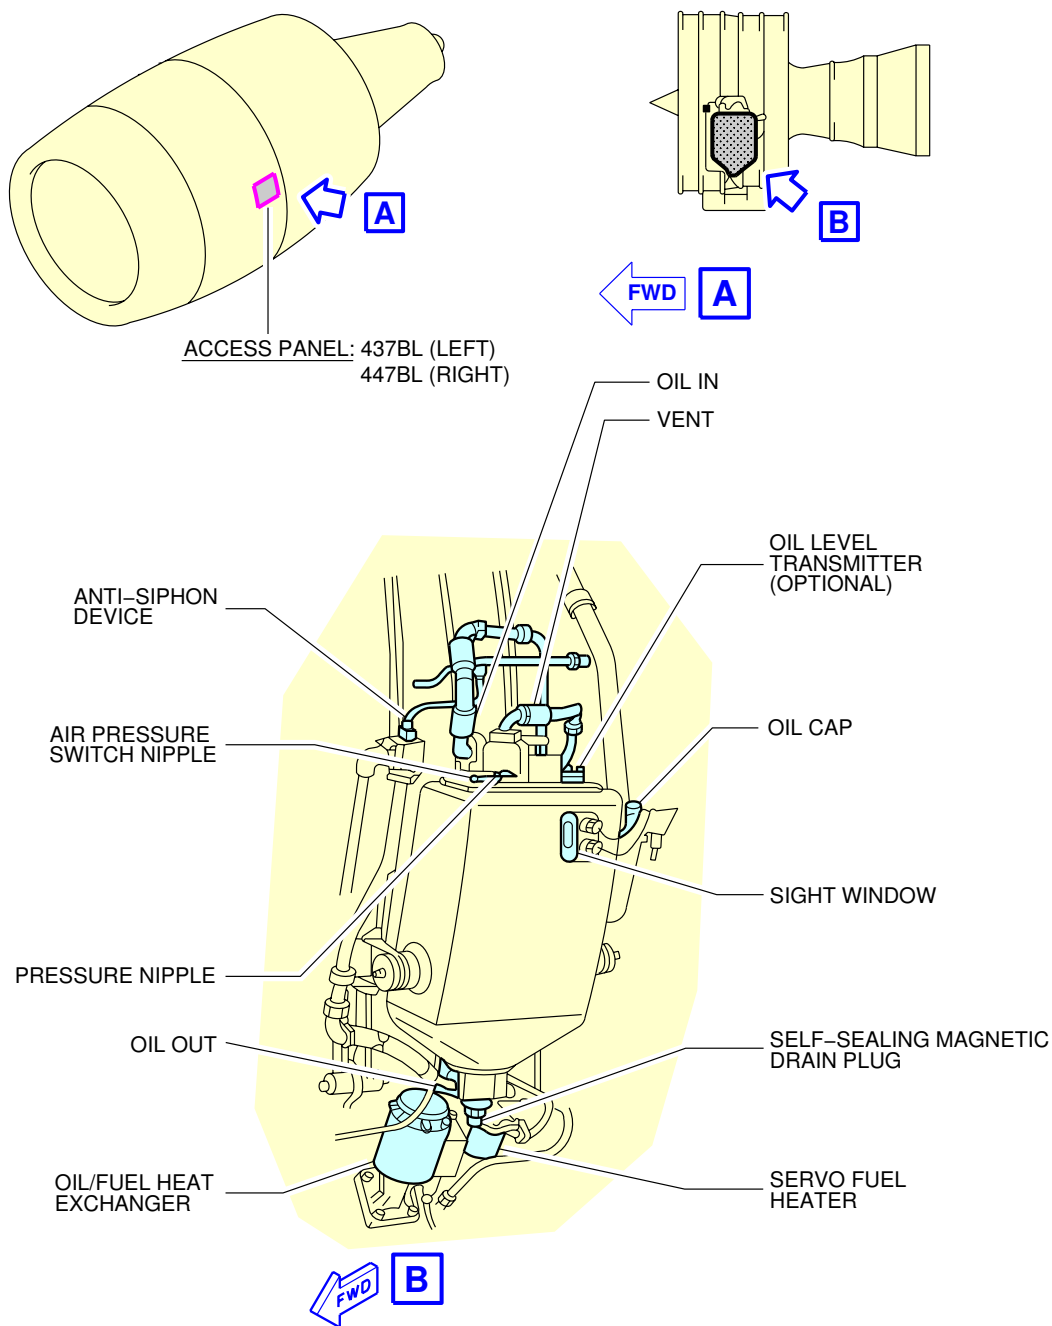 A
B
FWD A
ACCESS PANEL: 437BL (LEFT)
447BL (RIGHT)
OIL IN
VENT
OIL LEVEL
TRANSMITTER
(OPTIONAL)
ANTI–SIPHON
DEVICE
OIL CAP
AIR PRESSURE
SWITCH NIPPLE
SIGHT WINDOW
PRESSURE NIPPLE
OIL OUT
SELF–SEALING MAGNETIC
DRAIN PLUG
OIL/FUEL HEAT
EXCHANGER
SERVO FUEL
HEATER
FWD B